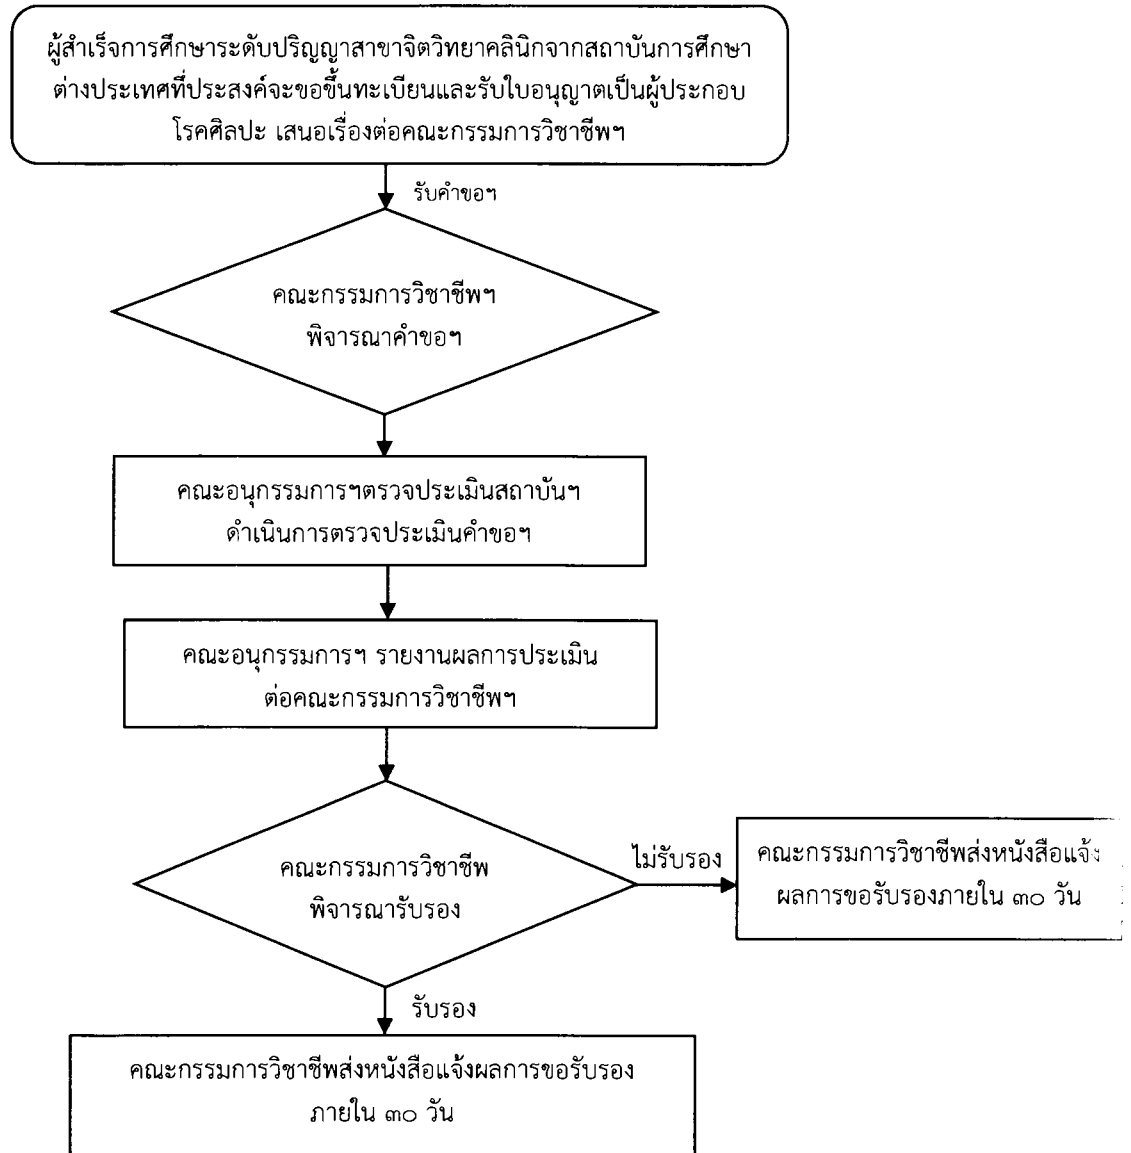 ผู้สำเร็จการศึกษาระดับปริญญาสาขาจิตวิทยาคลินิกจากสถาบันการศึกษา
ต่างประเทศที่ประสงค์จะขอขึ้นทะเบียนและรับใบอนุญาตเป็นผู้ประกอบ
โรคศิลปะ เสนอเรื่องต่อคณะกรรมการวิชาชีพฯ
รับคำขอฯ
คณะกรรมการวิชาชีพฯ
พิจารณาคำขอฯ
คณะอนุกรรมการฯตรวจประเมินสถาบันฯ
ดำเนินการตรวจประเมินคำขอฯ
คณะอนุกรรมการฯ รายงานผลการประเมิน
ต่อคณะกรรมการวิชาชีพฯ
คณะกรรมการวิชาชีพ
พิจารณารับรอง
ไม่รับรอง
คณะกรรมการวิชาชีพส่งหนังสือแจ้ง
ผลการขอรับรองภายใน ๓๐ วัน
รับรอง
คณะกรรมการวิชาชีพส่งหนังสือแจ้งผลการขอรับรอง
ภายใน ๓๐ วัน